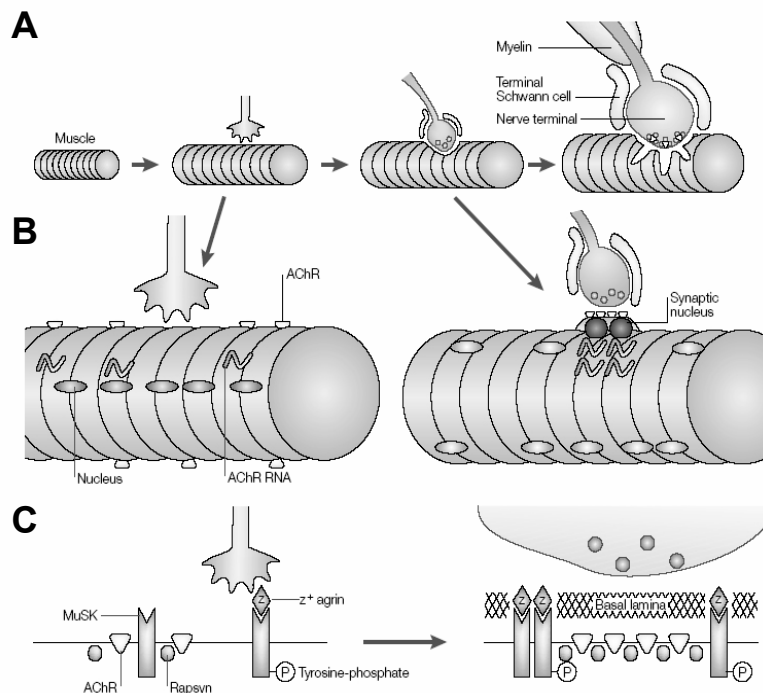 A
Myelin
Terminal
Schwann cell
Nerve terminal
Muscle
B
AChR
Synaptic
nucleus
Nucleus
AChR RNA
C
MuSK
z+ agrin
Z
Z
Z
Z
Basal lamina
P
Tyrosine-phosphate
P
P
AChR
Rapsyn